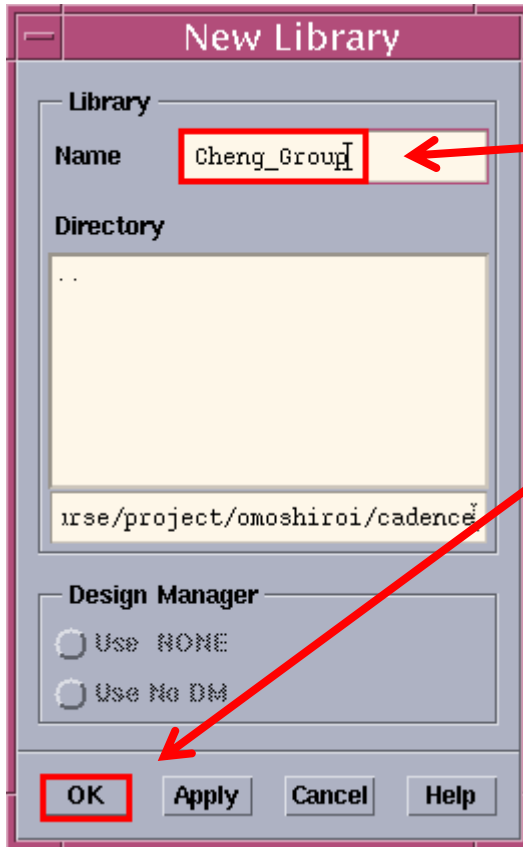 New Library
Library
Name Cheng_Group
Directory
..
urse/project/omoshiroi/cadence
Design Manager
Use NONE
Use No DM
OK Apply Cancel Help